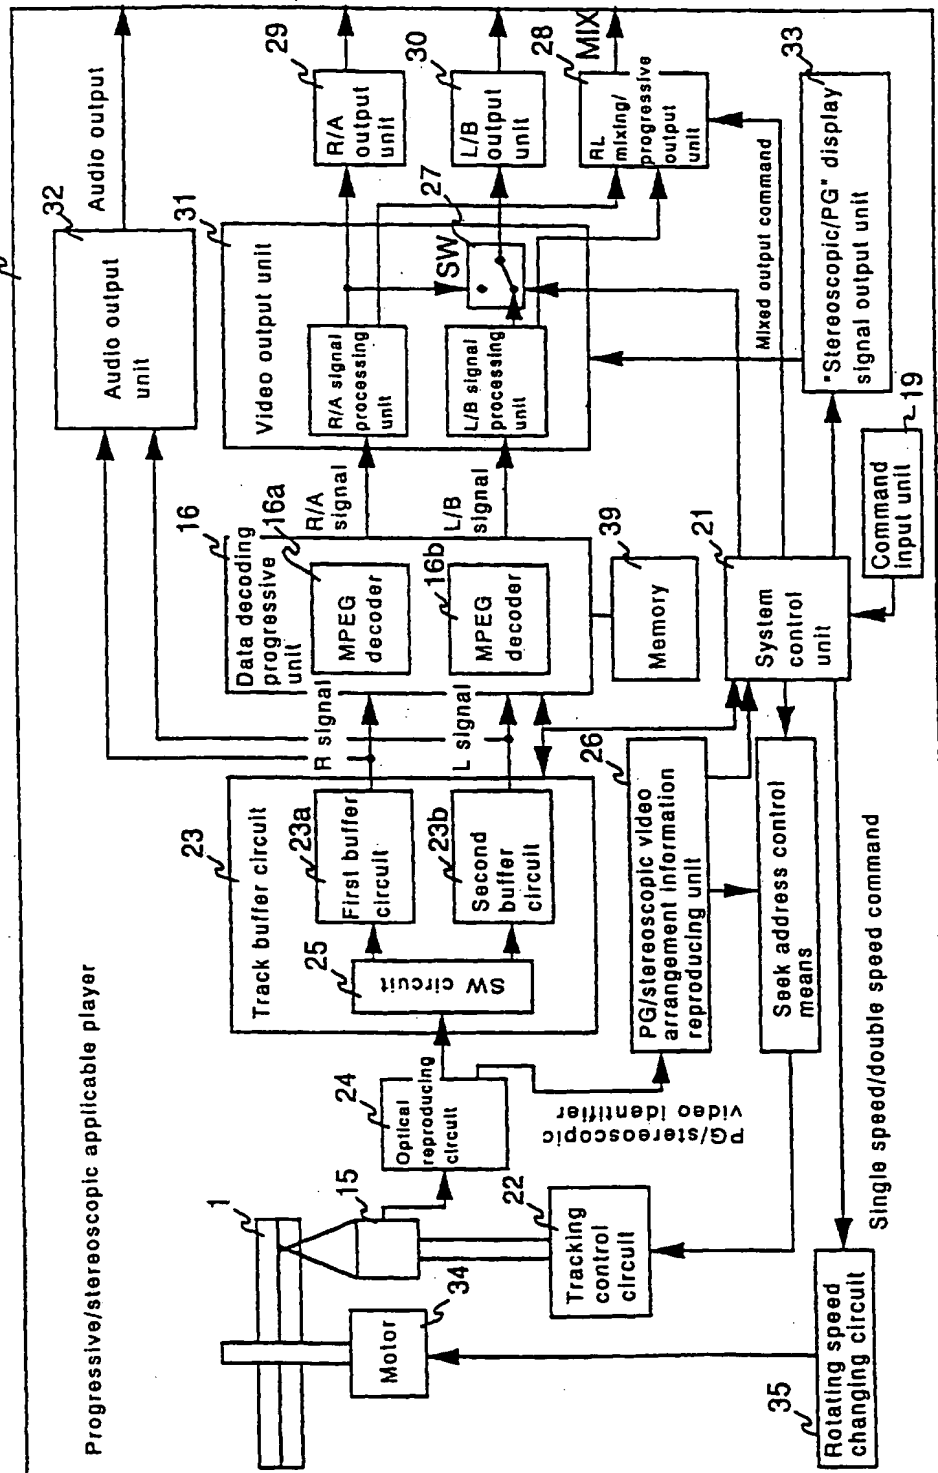 Progressive/stereoscopic applicable player
1
15
34
Motor
22
Tracking
control
circuit
35
Rotating speed
changing circuit
Single speed/double speed command
24
Optical
reproducing
circuit
PG/stereoscopic
video identifier
23
Track buffer circuit
25
SW circuit
23a
First buffer
circuit
23b
Second
buffer
circuit
26
PG/stereoscopic video
arrangement information
reproducing unit
Seek address control
means
R signal
L signal
16
Data decoding
progressive
unit
16a
MPEG
decoder
16b
MPEG
decoder
39
Memory
21
System
control
unit
19
Command
input unit
R/A
signal
L/B
signal
32
Audio output
unit
Audio output
31
Video output unit
R/A signal
processing
unit
L/B signal
processing
unit
SW
27
29
R/A
output
unit
30
L/B
output
unit
28
RL
mixing/
progressive
output
unit
MIX
Mixed output command
33
"Stereoscopic/PG" display
signal output unit